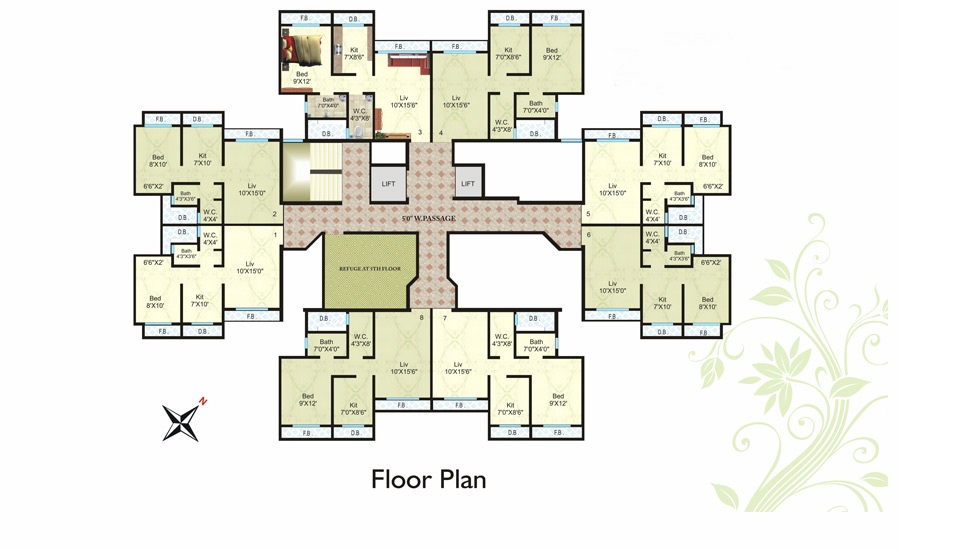 F.B.
D.B.
D.B.
F.B.
Kit
7'X8'6"
F.B.
F.B.
Kit
7'0"X8'6"
Bed
9'X12'
Bed
9'X12'
Bath
7'0"X4'0"
W.C.
4'3"X8'
Liv
10'X15'6"
Liv
10'X15'6"
Bath
7'0"X4'0"
W.C.
4'3"X8'
D.B.
3
4
D.B.
F.B.
D.B.
F.B.
F.B.
D.B.
F.B.
Bed
8'X10'
Kit
7'X10'
Liv
10'X15'0"
6'6"X2'
Bath
4'3"X3'6"
D.B.
W.C.
4'X4'
2
LIFT
LIFT
Liv
10'X15'0"
Kit
7'X10'
Bed
8'X10'
6'6"X2'
Bath
4'3"X3'6"
W.C.
4'X4'
D.B.
5
5'0" W.PASSAGE
D.B.
W.C.
4'X4'
1
Bath
4'3"X3'6"
6'6"X2'
Liv
10'X15'0"
Bed
8'X10'
Kit
7'X10'
F.B.
D.B.
F.B.
REFUGE AT 8TH FLOOR
6
W.C.
4'X4'
D.B.
Bath
4'3"X3'6"
6'6"X2'
Liv
10'X15'0"
Kit
7'X10'
Bed
8'X10'
F.B.
D.B.
F.B.
D.B.
8
7
D.B.
W.C.
4'3"X8'
W.C.
4'3"X8'
Bath
7'0"X4'0"
Bath
7'0"X4'0"
Liv
10'X15'6"
Liv
10'X15'6"
Bed
9'X12'
Kit
7'0"X8'6"
Kit
7'0"X8'6"
Bed
9'X12'
F.B.
F.B.
F.B.
D.B.
D.B.
F.B.
N
Floor Plan